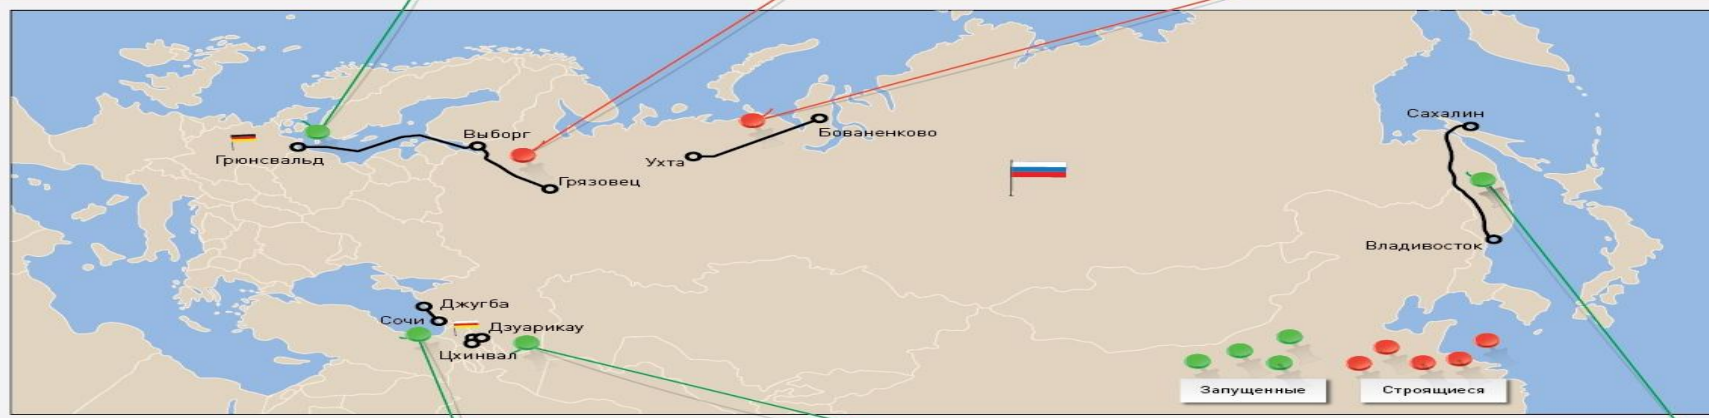 Сахалин
Выборг
Бованенково
Грюнсвальд
Ухта
Грязовец
Владивосток
Джугба
Сочи
Дзуарикау
Цхинвал
Запущенные
Строящиеся